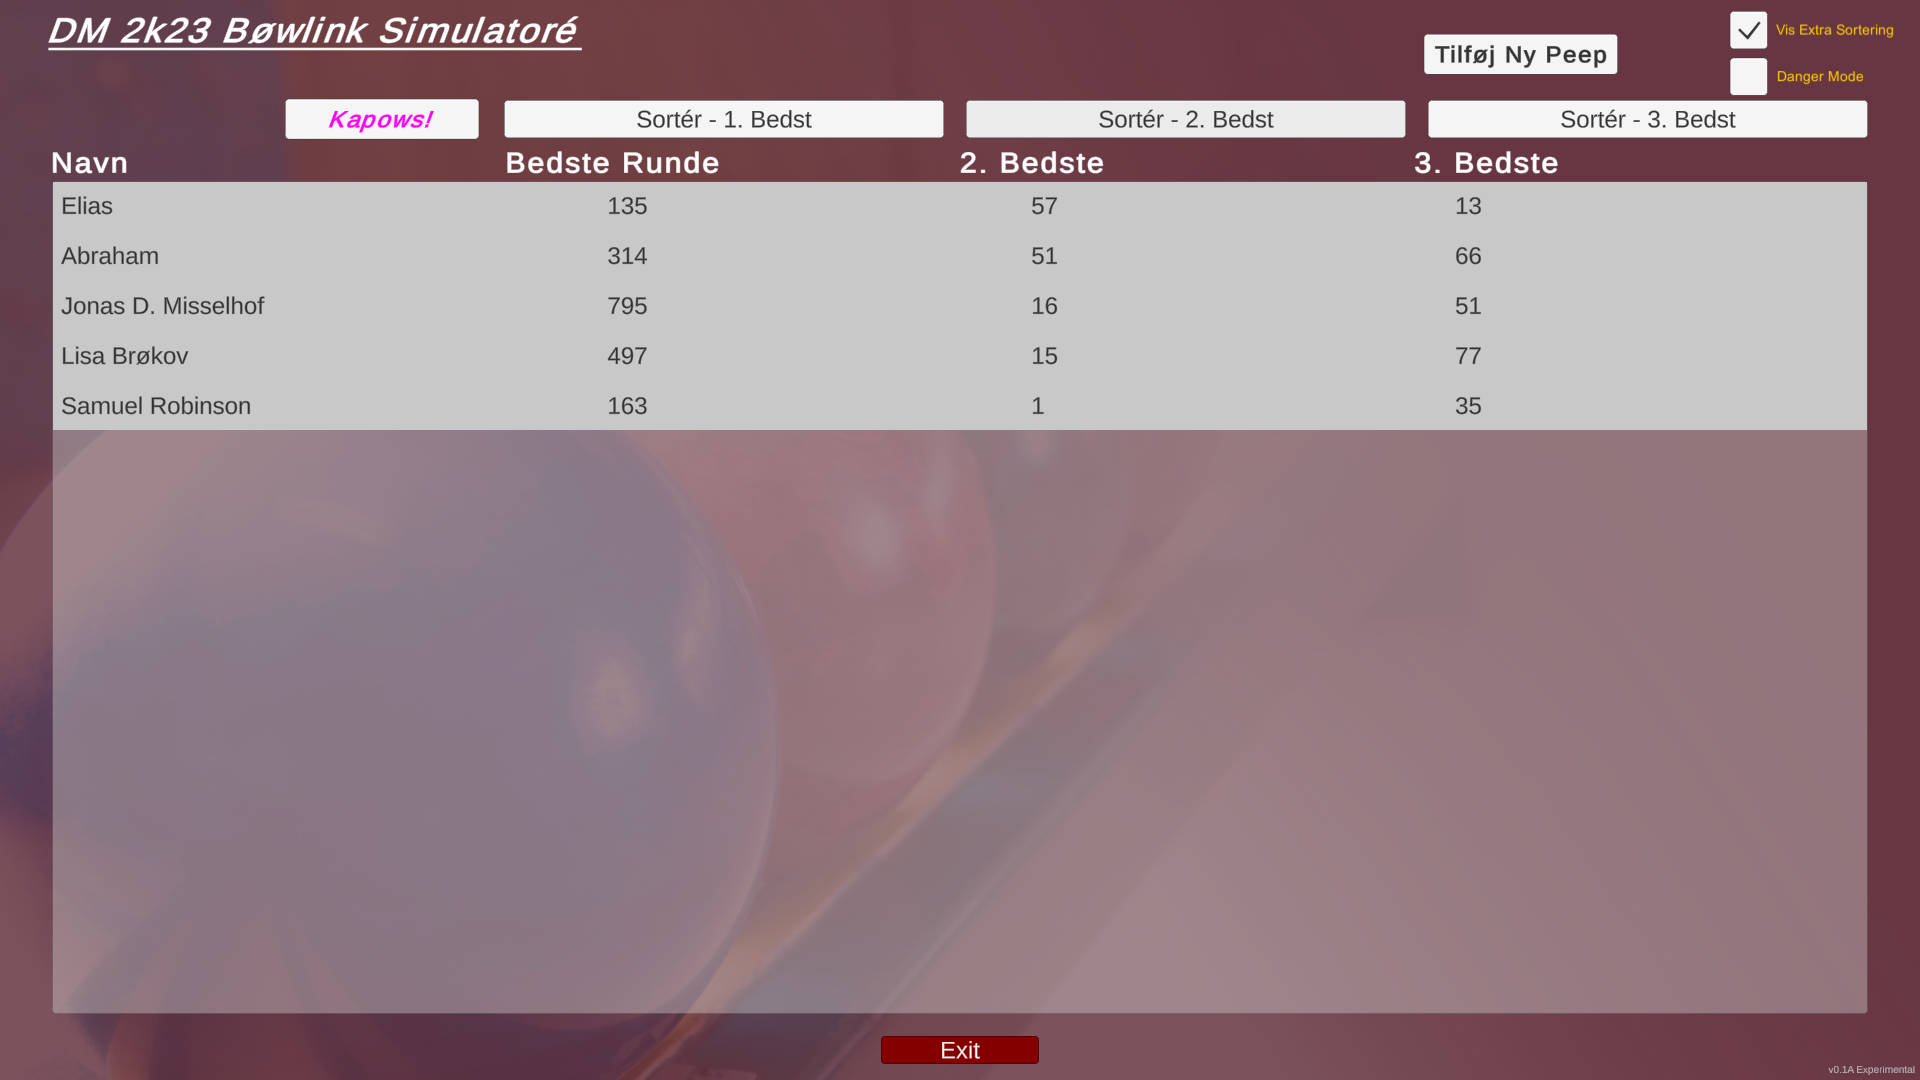 DM 2k23 Bøwlink Simulatoré
Vis Extra Sortering
Tilføj Ny Peep
Danger Mode
Kapows! Sortér - 1. Bedst Sortér - 2. Bedst Sortér - 3. Bedst
Navn Bedste Runde 2. Bedste 3. Bedste
Elias 135 57 13
Abraham 314 51 66
Jonas D. Misselhof 795 16 51
Lisa Brøkov 497 15 77
Samuel Robinson 163 1 35
Exit
v0.1A Experimental